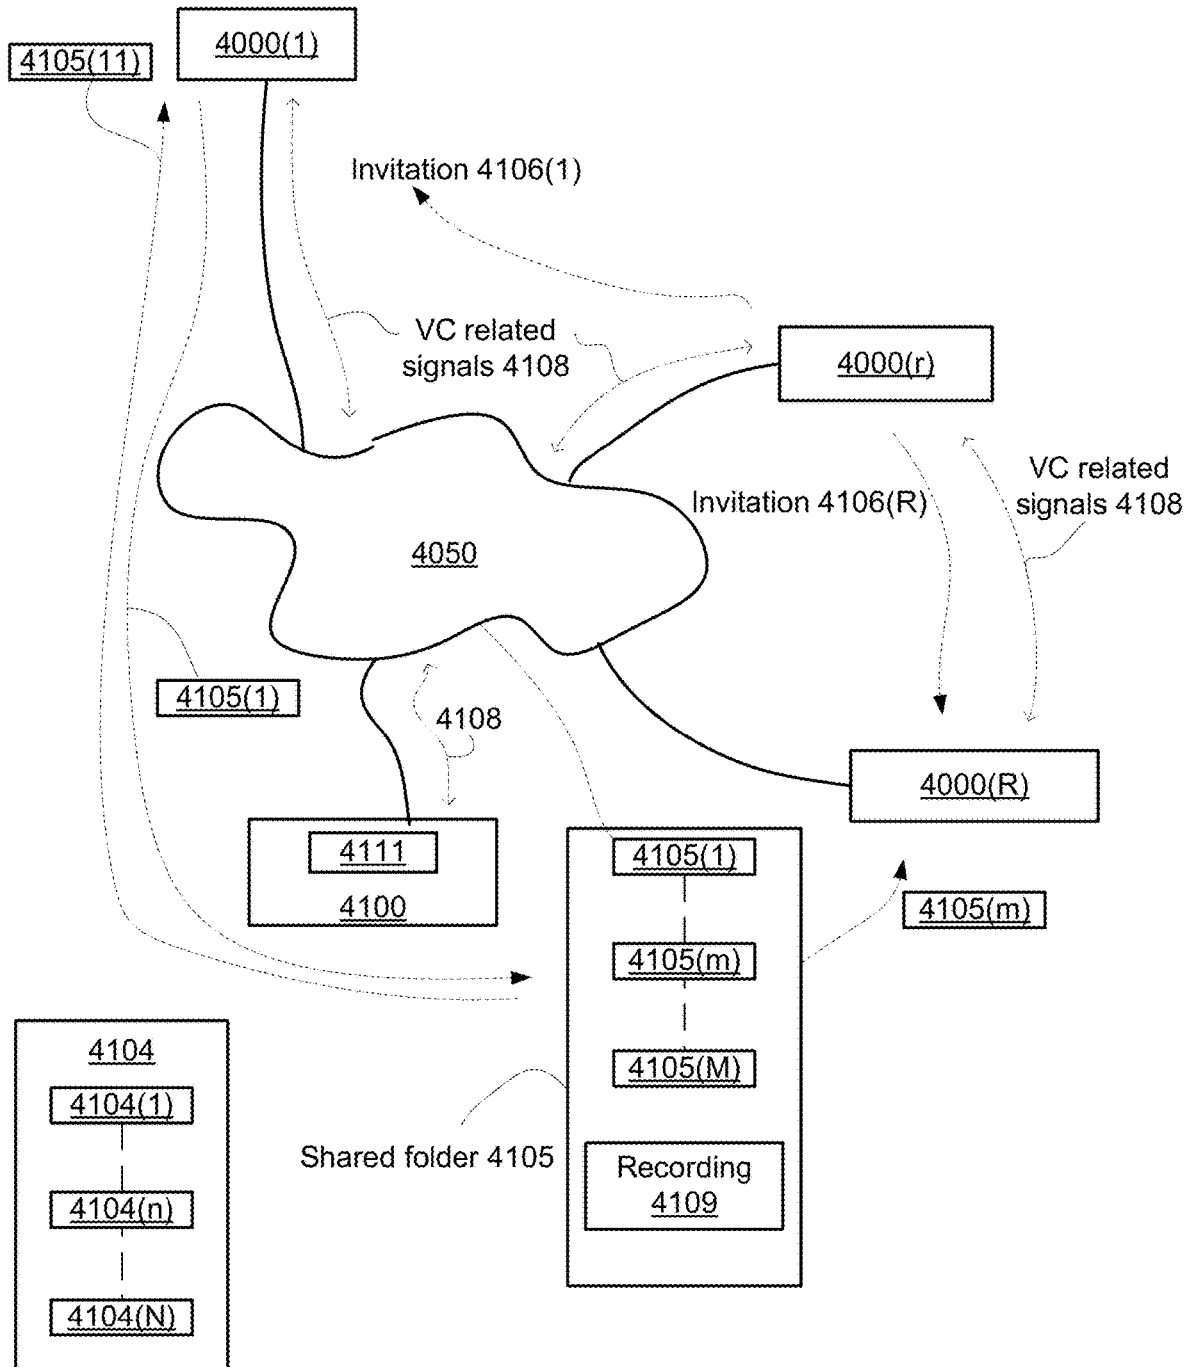 4000(1)
4105(11)
Invitation 4106(1)
VC related
signals 4108
4000(r)
VC related
signals 4108
Invitation 4106(R)
4050
4105(1)
4108
4000(R)
4111
4100
4105(1)
4105(m)
4105(m)
4105(M)
4104
4104(1)
Shared folder 4105
Recording
4109
4104(n)
4104(N)